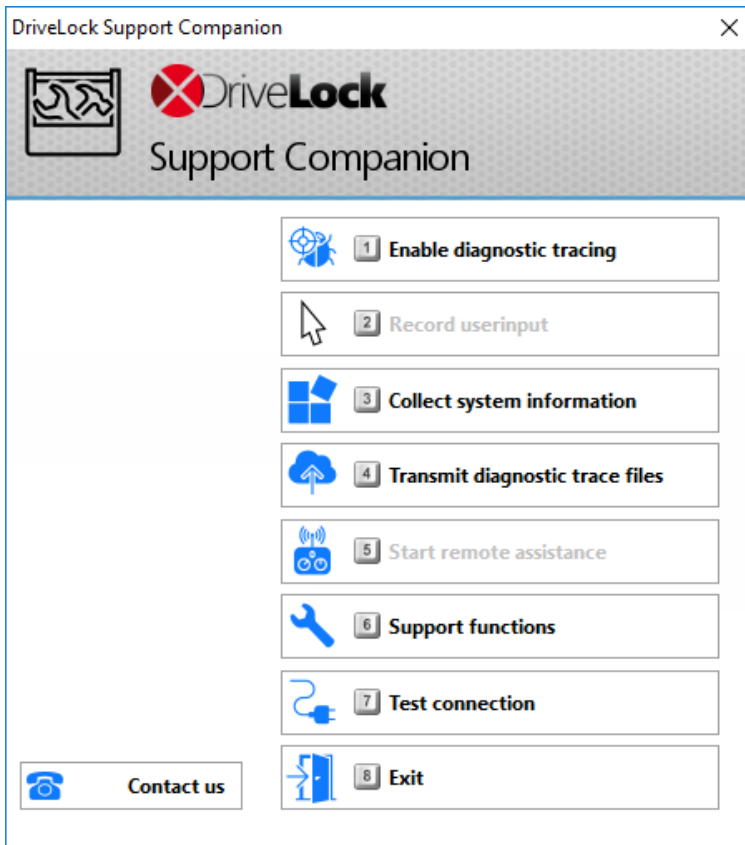 DriveLock Support Companion
DriveLock
Support Companion
1 Enable diagnostic tracing
2 Record userinput
3 Collect system information
4 Transmit diagnostic trace files
5 Start remote assistance
6 Support functions
7 Test connection
8 Exit
Contact us